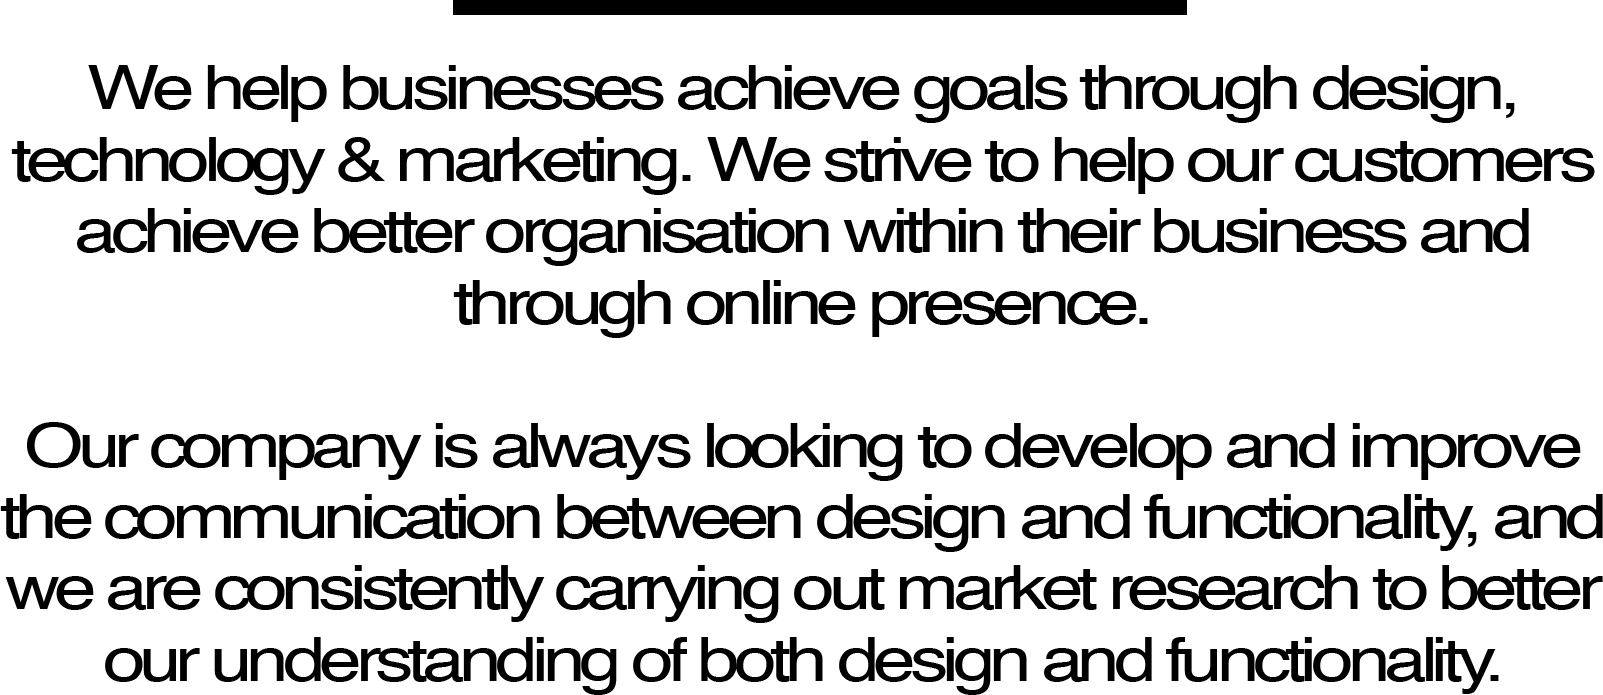 We help businesses achieve goals through design,
technology & marketing. We strive to help our customers
achieve better organisation within their business and
through online presence.
Our company is always looking to develop and improve
the communication between design and functionality, and
we are consistently carrying out market research to better
our understanding of both design and functionality.